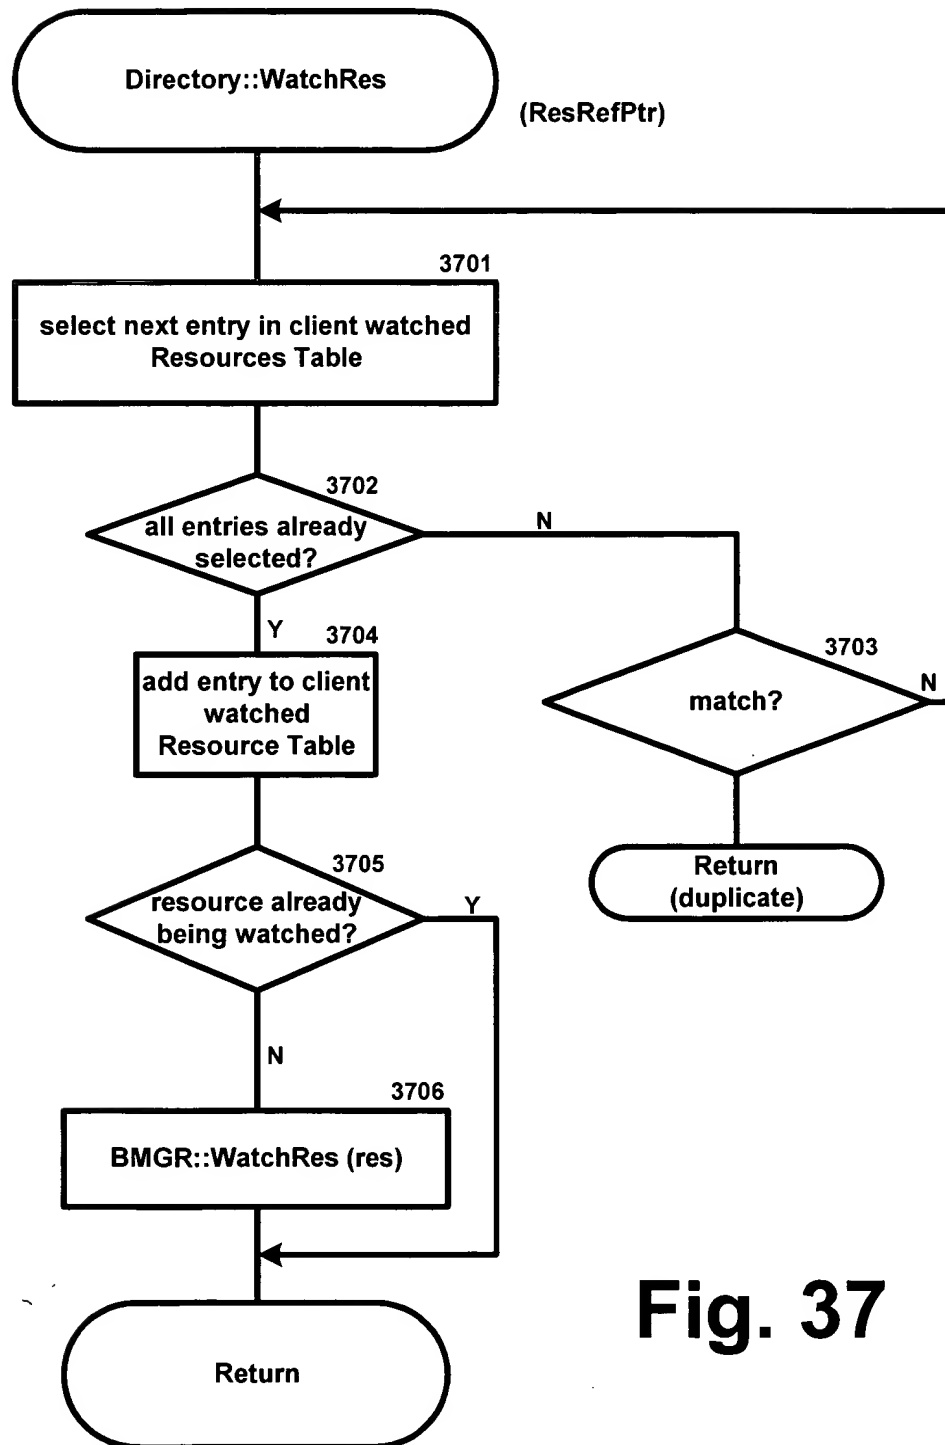 Directory::WatchRes
(ResRefPtr)
3701
select next entry in client watched
Resources Table
3702
all entries already
selected?
N
Y
3704
add entry to client
watched
Resource Table
3703
match?
N
Return
(duplicate)
3705
resource already
being watched?
Y
N
3706
BMGR::WatchRes (res)
Return
Fig. 37